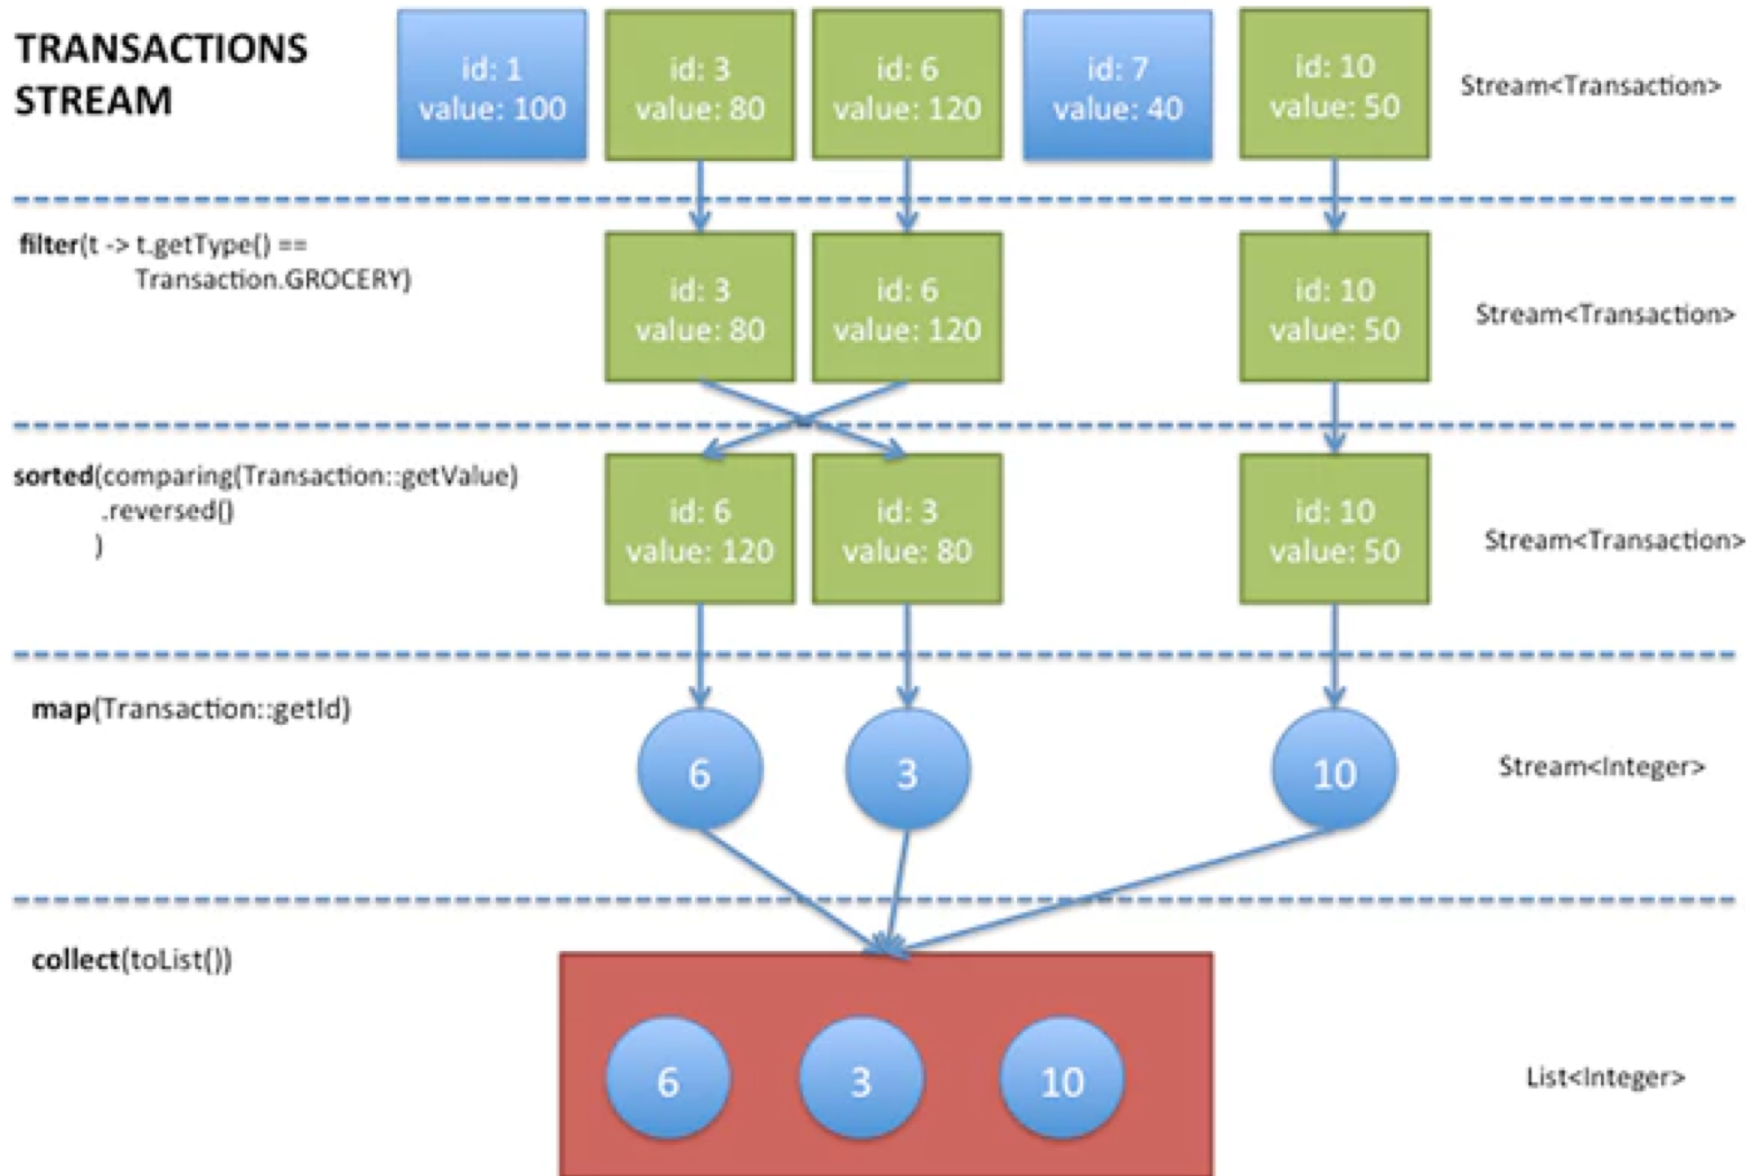 TRANSACTIONS
STREAM
id: 1
value: 100
id: 3
value: 80
id: 6
value: 120
id: 7
value: 40
id: 10
value: 50
Stream<Transaction>
filter(t -> t.getType() ==
Transaction.GROCERY)
id: 3
value: 80
id: 6
value: 120
id: 10
value: 50
Stream<Transaction>
sorted(comparing(Transaction::getValue)
.reversed()
)
id: 6
value: 120
id: 3
value: 80
id: 10
value: 50
Stream<Transaction>
map(Transaction::getId)
6
3
10
Stream<Integer>
collect(toList())
6
3
10
List<Integer>